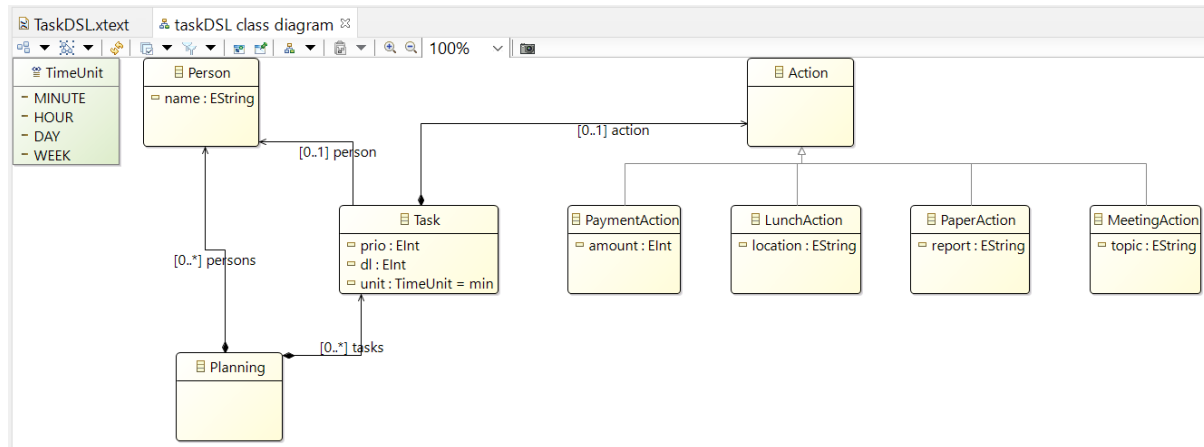 TaskDSL.xtext
taskDSL class diagram
100%
TimeUnit
MINUTE
HOUR
DAY
WEEK
Person
name : EString
Action
[0..1] action
[0..1] person
Task
prio : EInt
dl : EInt
unit : TimeUnit = min
PaymentAction
amount : EInt
LunchAction
location : EString
PaperAction
report : EString
MeetingAction
topic : EString
[0..*] persons
[0..*] tasks
Planning